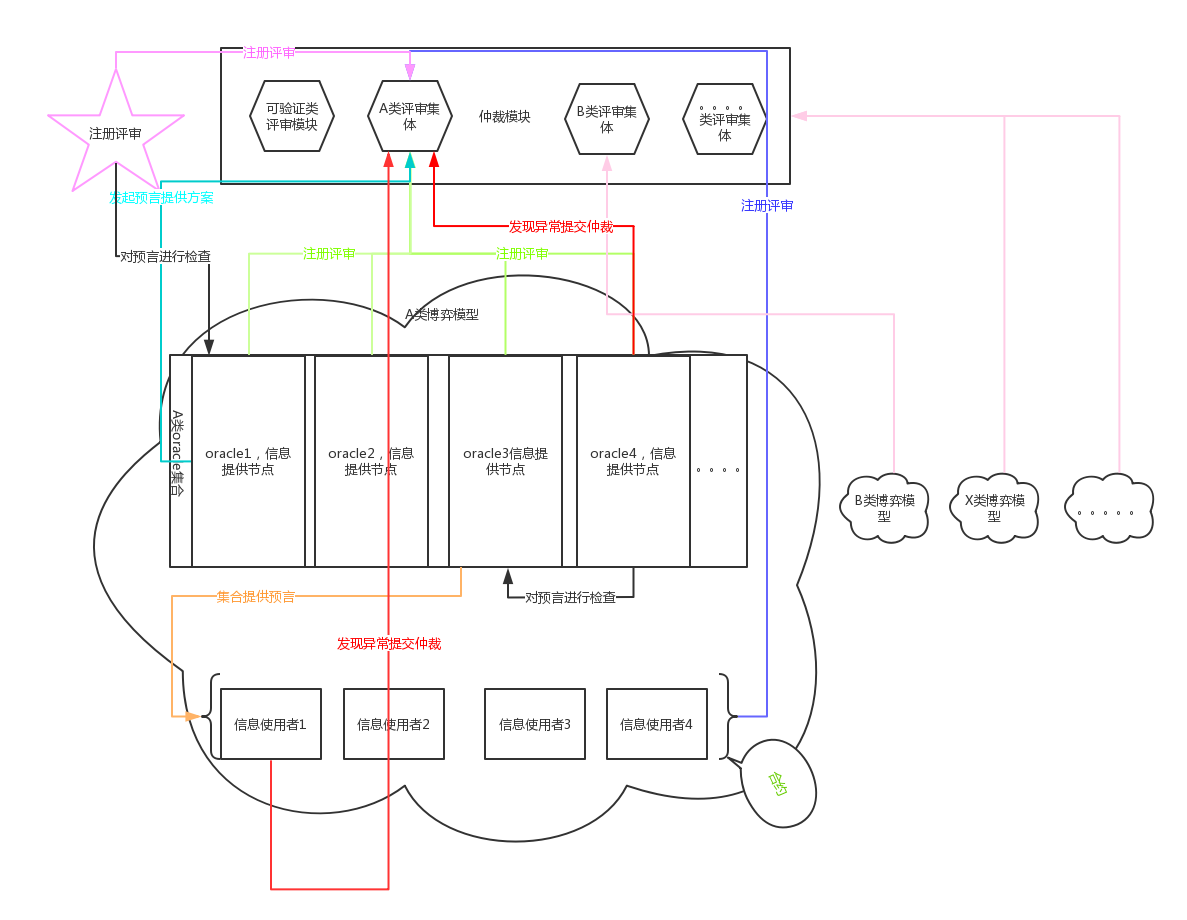 注册评审
可验证类
评审模块
A类评审集
体
仲裁模块
B类评审集
体
。。。。
类评审集
体
注册评审
发起预言提供方案
注册评审
发现异常提交仲裁
对预言进行检查
注册评审
注册评审
A类博弈模型
A类oracle集合
oracle1，信息
提供节点
oracle2，信息
提供节点
oracle3信息提
供节点
oracle4，信息
提供节点
。。。。
B类博弈模
型
X类博弈模
型
。。。。。
集合提供预言
对预言进行检查
发现异常提交仲裁
信息使用者1
信息使用者2
信息使用者3
信息使用者4
合约